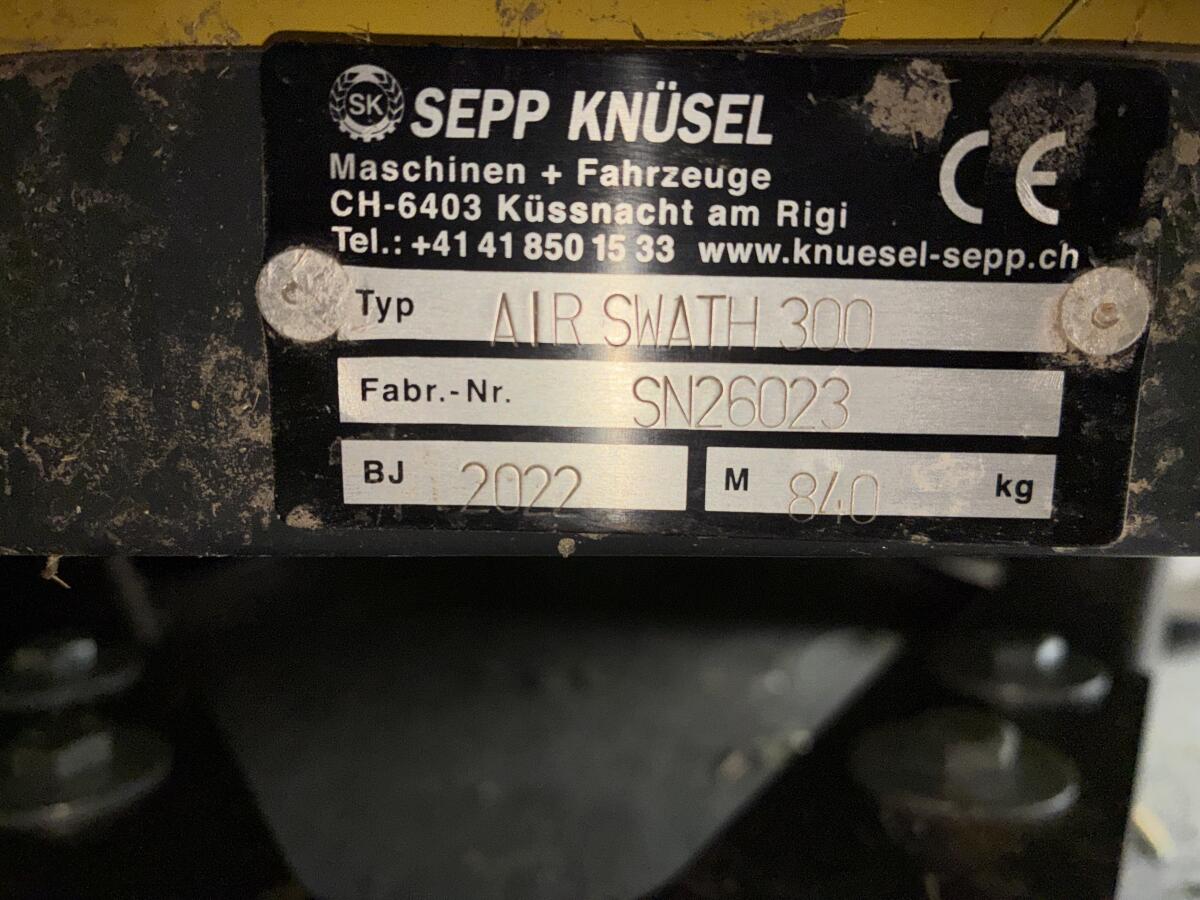 SK SEPP KNÜSEL
Maschinen + Fahrzeuge
CH-6403 Küssnacht am Rigi
Tel.: +41 41 850 15 33 www.knuesel-sepp.ch
CE
Typ AIR SWATH 300
Fabr.-Nr. SN26023
BJ 2022 M 840 kg